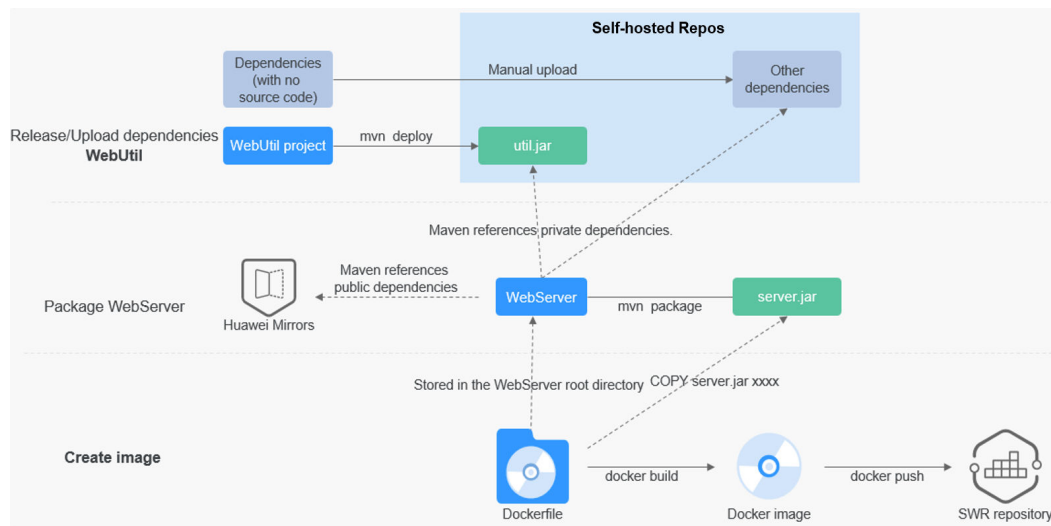 Self-hosted Repos
Dependencies
(with no
source code)
Manual upload
Other
dependencies
Release/Upload dependencies
WebUtil
WebUtil project
mvn deploy
util.jar
Maven references private dependencies.
Maven references
public dependencies
Package WebServer
Huawei Mirrors
WebServer
mvn package
server.jar
Stored in the WebServer root directory
COPY server.jar xxxx
Create image
docker build
docker push
Dockerfile
Docker image
SWR repository